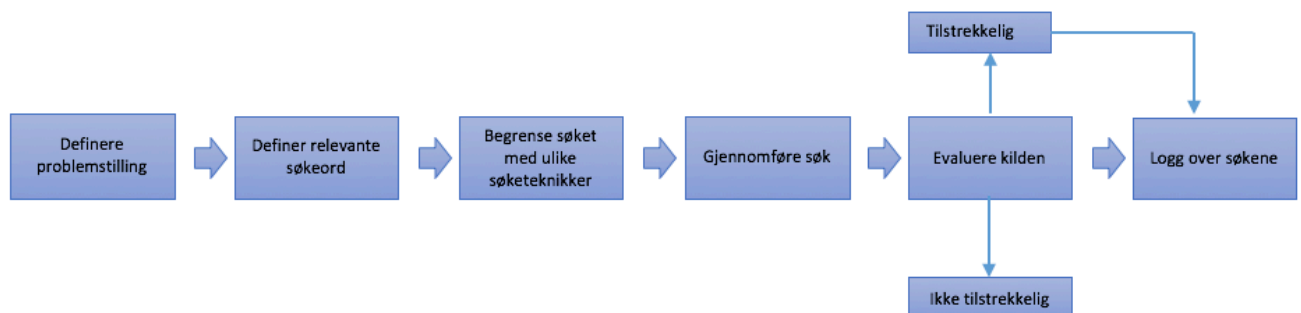 Tilstrekkelig
Definere
problemstilling
Definer relevante
søkeord
Begrense søket
med ulike
søketeknikker
Gjennomføre søk
Evaluere kilden
Logg over søkene
Ikke tilstrekkelig